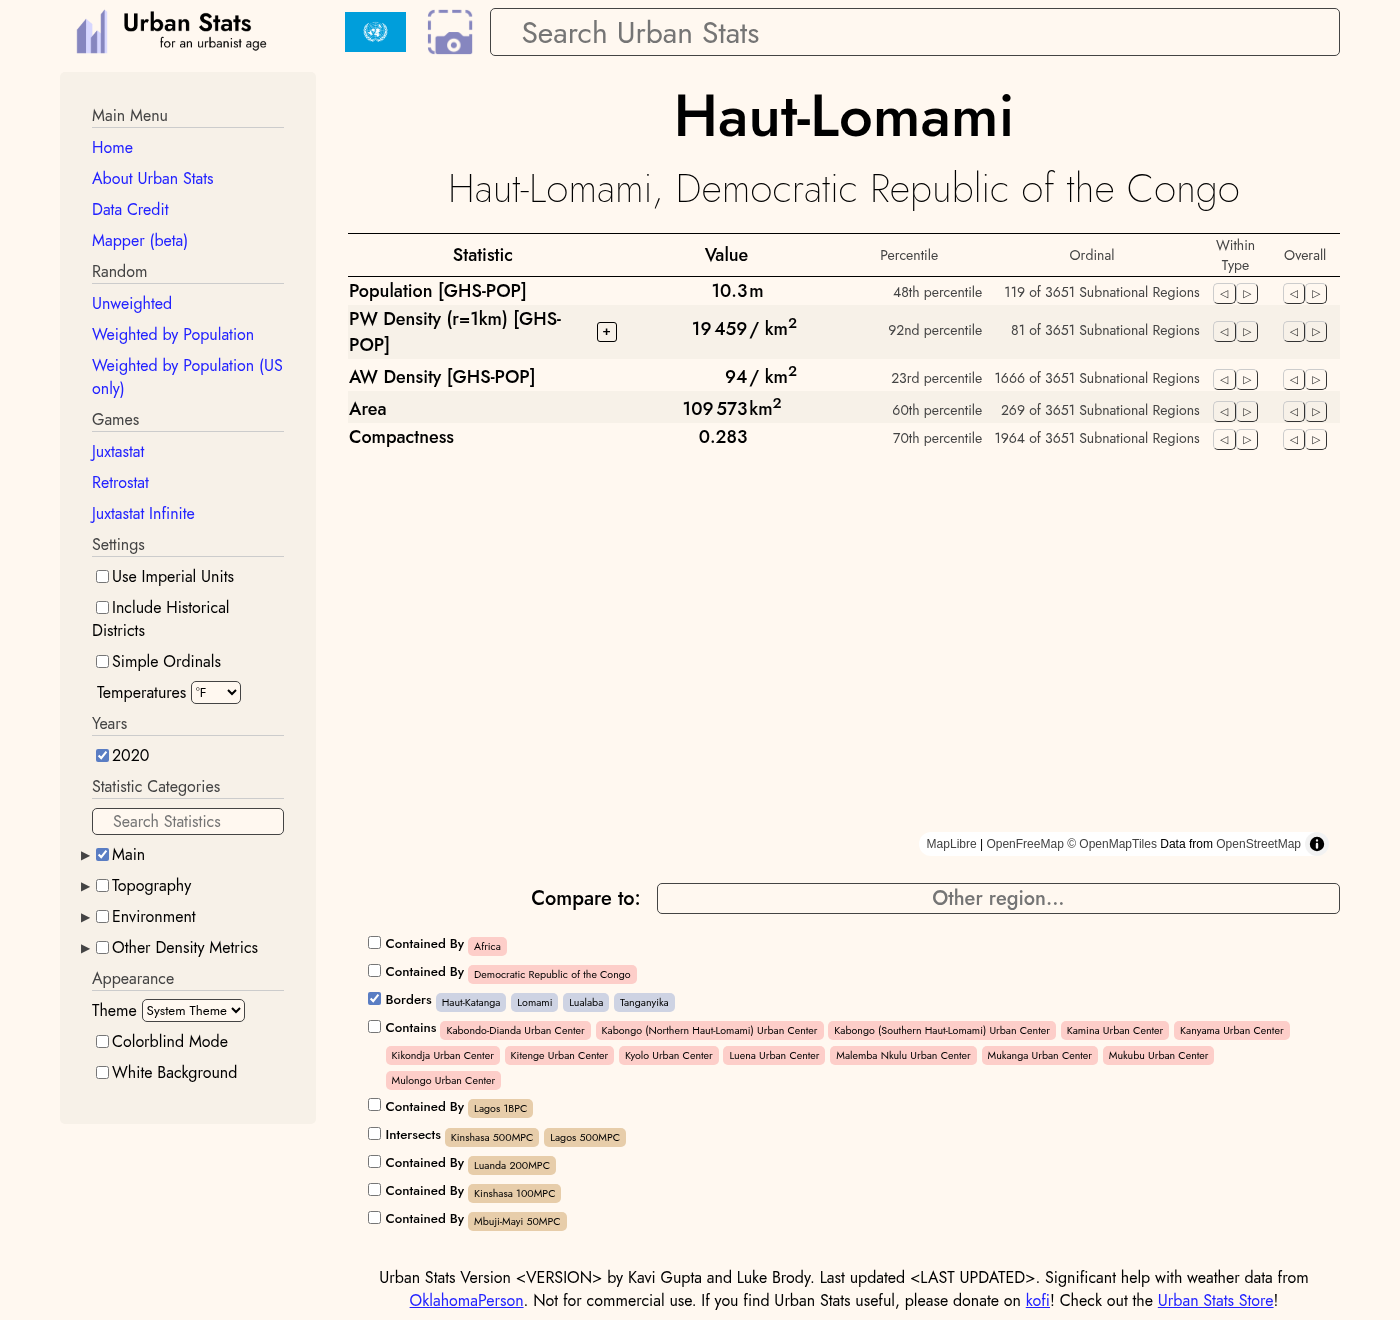 Urban Stats
for an urbanist age
Search Urban Stats
Main Menu
Home
About Urban Stats
Data Credit
Mapper (beta)
Random
Unweighted
Weighted by Population
Weighted by Population (US
only)
Games
Juxtastat
Retrostat
Juxtastat Infinite
Settings
Use Imperial Units
Include Historical
Districts
Simple Ordinals
Temperatures °F
Years
2020
Statistic Categories
Search Statistics
Main
Topography
Environment
Other Density Metrics
Appearance
Theme System Theme
Colorblind Mode
White Background
Haut-Lomami
Haut-Lomami, Democratic Republic of the Congo
Statistic Value Percentile Ordinal Within Type Overall
Population [GHS-POP] 10.3 m 48th percentile 119 of 3651 Subnational Regions
PW Density (r=1km) [GHS-POP] + 19 459 / km2 92nd percentile 81 of 3651 Subnational Regions
AW Density [GHS-POP] 94 / km2 23rd percentile 1666 of 3651 Subnational Regions
Area 109 573 km2 60th percentile 269 of 3651 Subnational Regions
Compactness 0.283 70th percentile 1964 of 3651 Subnational Regions
MapLibre | OpenFreeMap © OpenMapTiles Data from OpenStreetMap
Compare to: Other region...
Contained By Africa
Contained By Democratic Republic of the Congo
Borders Haut-Katanga Lomami Lualaba Tanganyika
Contains Kabondo-Dianda Urban Center Kabongo (Northern Haut-Lomami) Urban Center Kabongo (Southern Haut-Lomami) Urban Center Kamina Urban Center Kanyama Urban Center
Kikondja Urban Center Kitenge Urban Center Kyolo Urban Center Luena Urban Center Malemba Nkulu Urban Center Mukanga Urban Center Mukubu Urban Center
Mulongo Urban Center
Contained By Lagos 1BPC
Intersects Kinshasa 500MPC Lagos 500MPC
Contained By Luanda 200MPC
Contained By Kinshasa 100MPC
Contained By Mbuji-Mayi 50MPC
Urban Stats Version <VERSION> by Kavi Gupta and Luke Brody. Last updated <LAST UPDATED>. Significant help with weather data from
OklahomaPerson. Not for commercial use. If you find Urban Stats useful, please donate on kofi! Check out the Urban Stats Store!